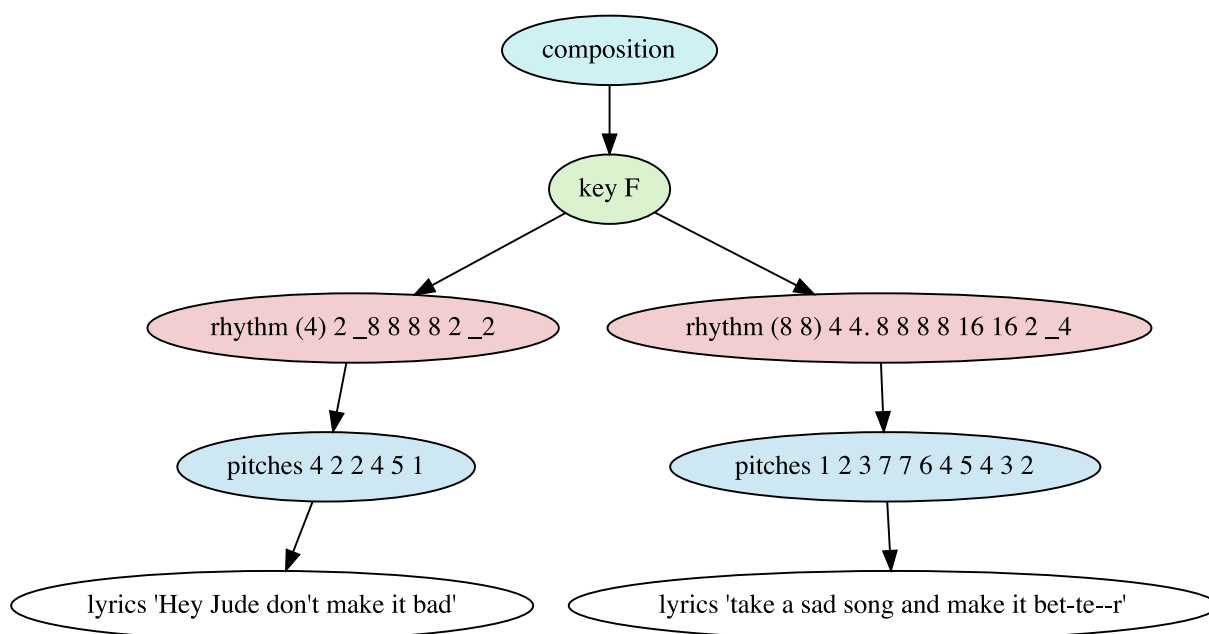 composition
key F
rhythm (4) 2 _8 8 8 8 2 _2
rhythm (8 8) 4 4. 8 8 8 8 16 16 2 _4
pitches 4 2 2 4 5 1
pitches 1 2 3 7 7 6 4 5 4 3 2
lyrics 'Hey Jude don't make it bad'
lyrics 'take a sad song and make it bet-te--r'